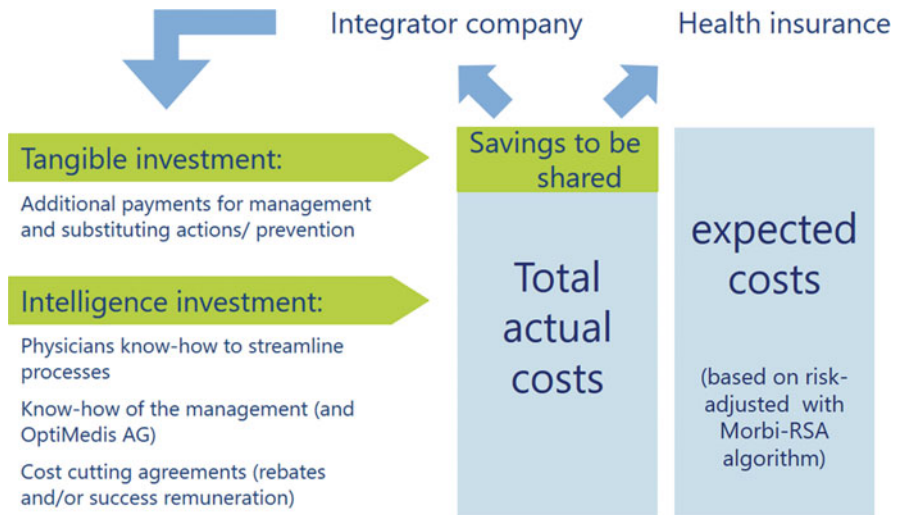 Integrator company
Health insurance
Tangible investment:
Additional payments for management
and substituting actions/ prevention
Intelligence investment:
Physicians know-how to streamline
processes
Know-how of the management (and
OptiMedis AG)
Cost cutting agreements (rebates
and/or success remuneration)
Savings to be
shared
Total
actual
costs
expected
costs
(based on risk-
adjusted with
Morbi-RSA
algorithm)